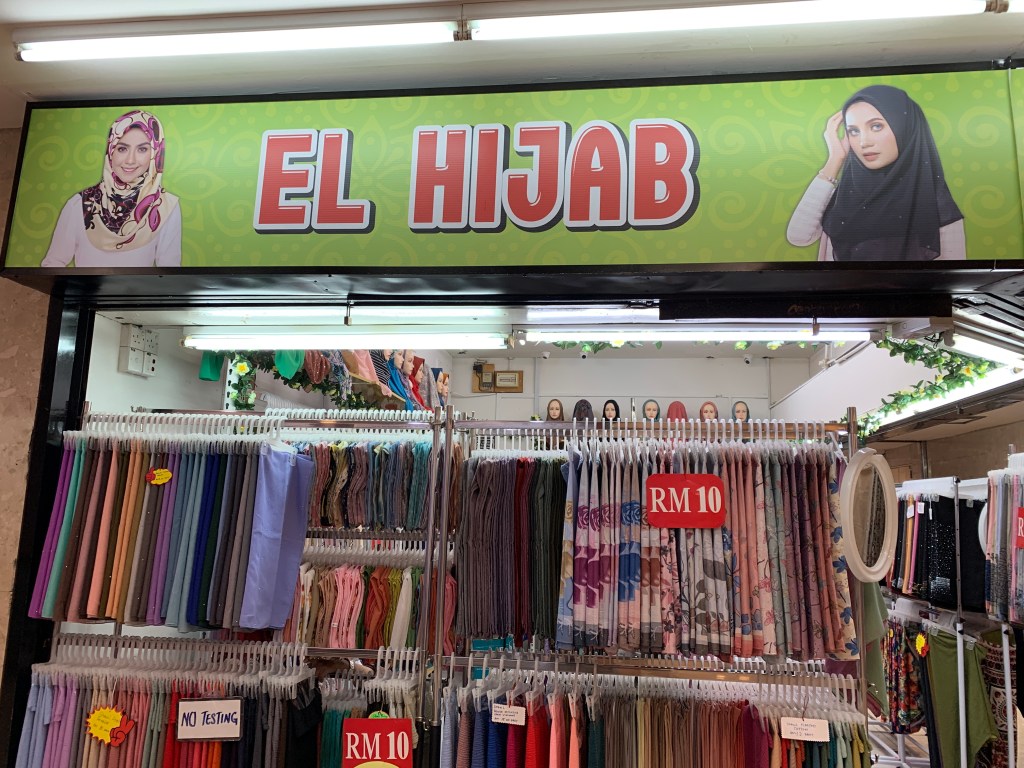 EL HIJAB
RM 10
NO TESTING
RM 10